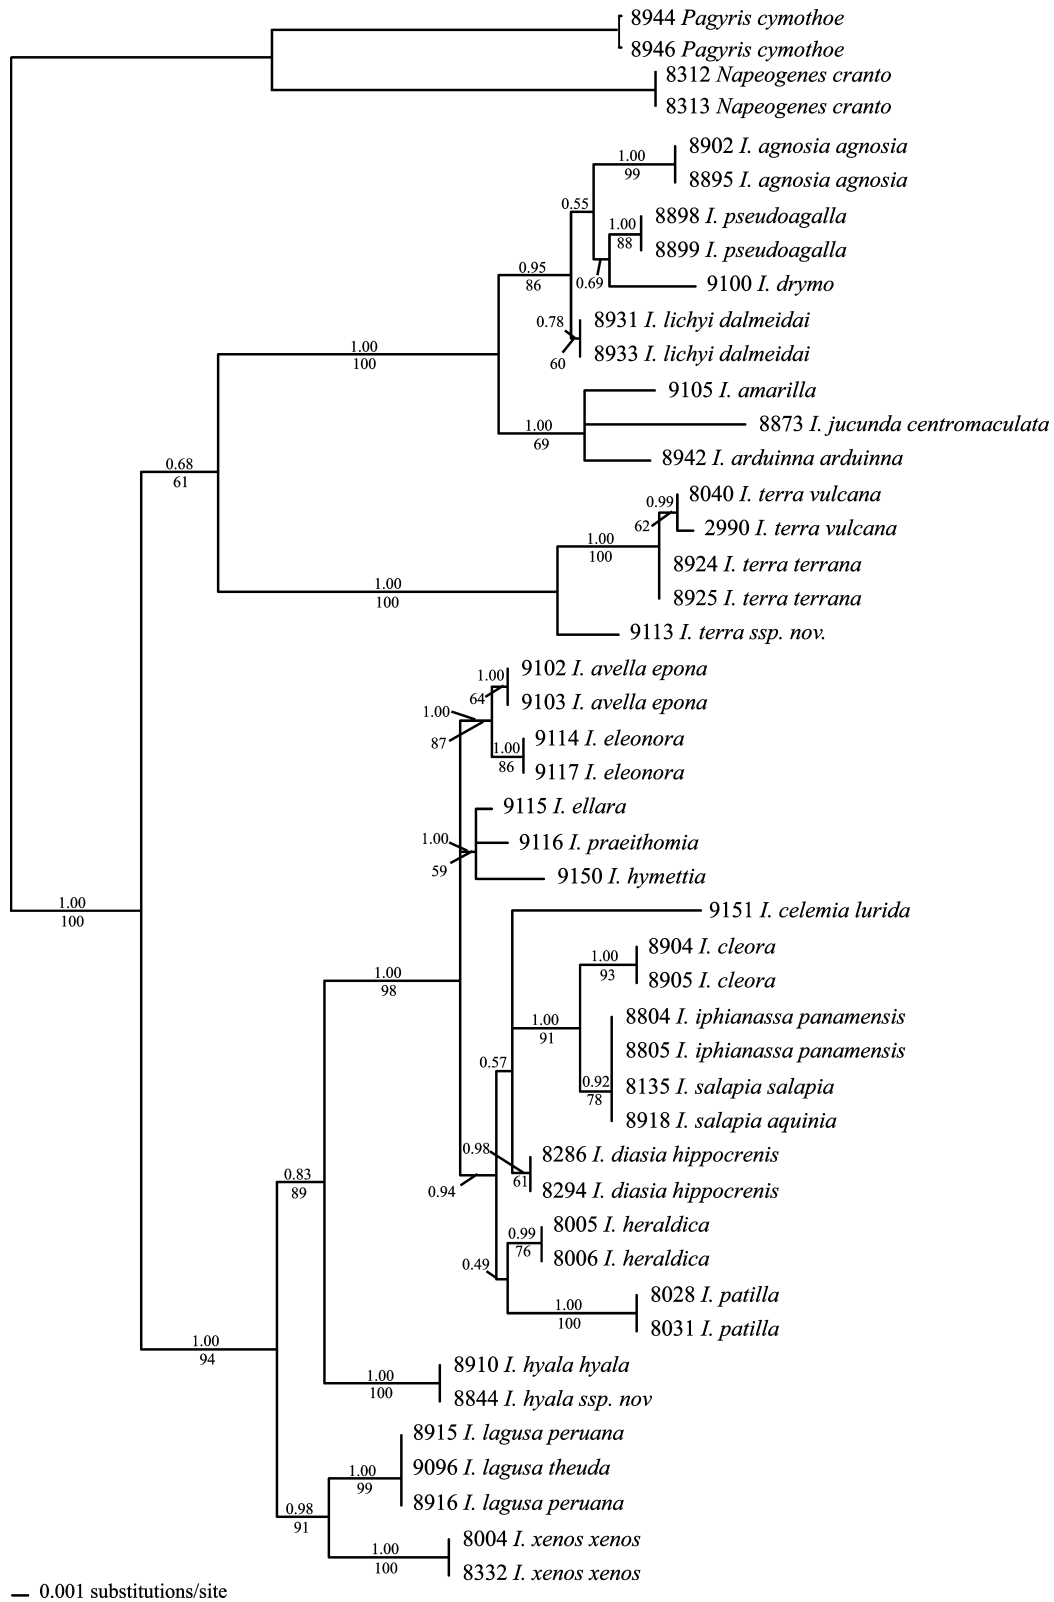 8944 Pagyris cymothoe
8946 Pagyris cymothoe
8312 Napeogenes cranto
8313 Napeogenes cranto
8902 I. agnosia agnosia
1.00
99
8895 I. agnosia agnosia
0.55
8898 I. pseudoagalla
1.00
88
8899 I. pseudoagalla
0.95
86
0.69
9100 I. drymo
8931 I. lichyi dalmeidai
0.78
60
8933 I. lichyi dalmeidai
1.00
100
9105 I. amarilla
8873 I. jucunda centromaculata
1.00
69
8942 I. arduinna arduinna
0.68
61
8040 I. terra vulcana
0.99
62
2990 I. terra vulcana
1.00
100
8924 I. terra terrana
1.00
100
8925 I. terra terrana
9113 I. terra ssp. nov.
9102 I. avella epona
1.00
64
9103 I. avella epona
1.00
87
9114 I. eleonora
1.00
86
9117 I. eleonora
9115 I. ellara
1.00
59
9116 I. praeithomia
9150 I. hymettia
1.00
100
9151 I. celemia lurida
8904 I. cleora
1.00
93
8905 I. cleora
1.00
98
8804 I. iphianassa panamensis
1.00
91
8805 I. iphianassa panamensis
0.57
8135 I. salapia salapia
0.92
78
8918 I. salapia aquinia
0.98
61
8286 I. diasia hippocrenis
8294 I. diasia hippocrenis
0.83
89
0.94
8005 I. heraldica
0.99
76
8006 I. heraldica
0.49
8028 I. patilla
1.00
100
8031 I. patilla
1.00
94
8910 I. hyala hyala
1.00
100
8844 I. hyala ssp. nov
8915 I. lagusa peruana
9096 I. lagusa theuda
1.00
99
8916 I. lagusa peruana
0.98
91
8004 I. xenos xenos
1.00
100
8332 I. xenos xenos
0.001 substitutions/site